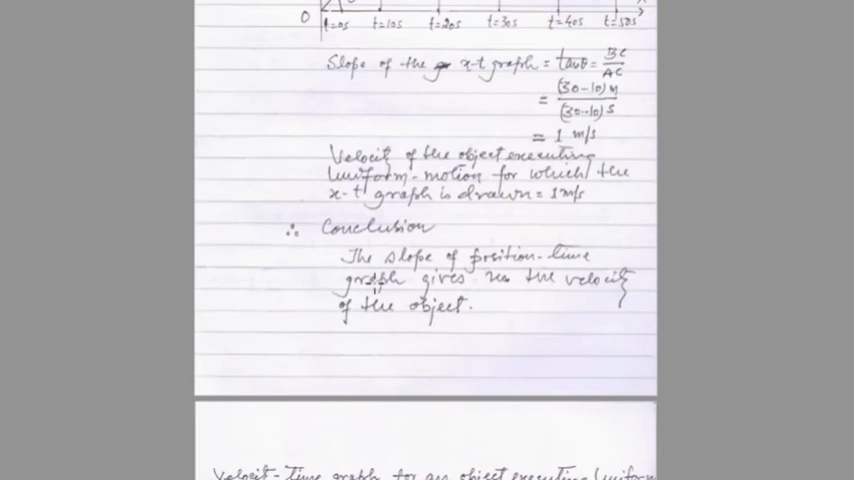 0 t=0s t=10s t=20s t=30s t=40s t=50s
Slope of the x-t graph = tanθ = BC/AC
= (30-10)M/(30-10)S
= 1 m/s
Velocity of the object executing
Uniform-motion for which the
x-t graph is drawn = 1m/s
∴ Conclusion
The slope of position-time
graph gives us the velocity
of the object.
Velocity-time graph for an object executing Uniform